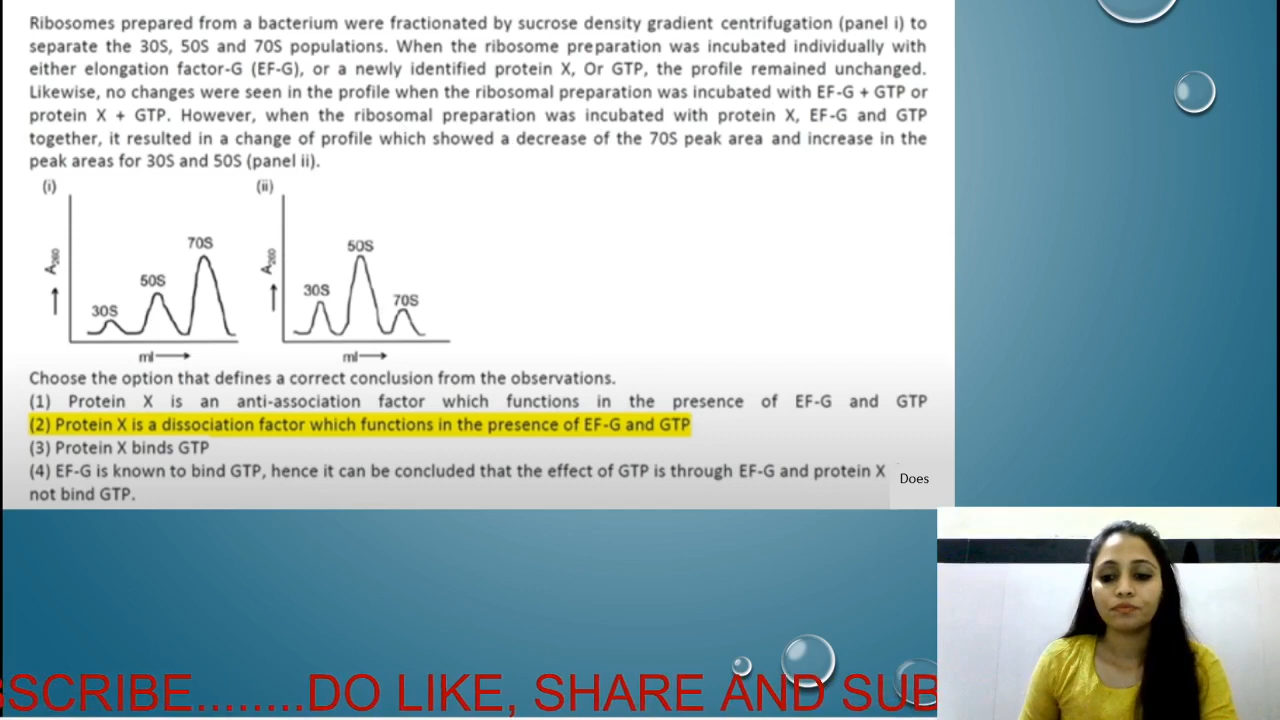 Ribosomes prepared from a bacterium were fractionated by sucrose density gradient centrifugation (panel i) to
separate the 30S, 50S and 70S populations. When the ribosome preparation was incubated individually with
either elongation factor-G (EF-G), or a newly identified protein X, Or GTP, the profile remained unchanged.
Likewise, no changes were seen in the profile when the ribosomal preparation was incubated with EF-G + GTP or
protein X + GTP. However, when the ribosomal preparation was incubated with protein X, EF-G and GTP
together, it resulted in a change of profile which showed a decrease of the 70S peak area and increase in the
peak areas for 30S and 50S (panel ii).
(i)
(ii)
70S
50S
30S
A260
ml
50S
30S
70S
A260
ml
Choose the option that defines a correct conclusion from the observations.
(1) Protein X is an anti-association factor which functions in the presence of EF-G and GTP
(2) Protein X is a dissociation factor which functions in the presence of EF-G and GTP
(3) Protein X binds GTP
(4) EF-G is known to bind GTP, hence it can be concluded that the effect of GTP is through EF-G and protein X Does
not bind GTP.
SCRIBE........DO LIKE, SHARE AND SUB